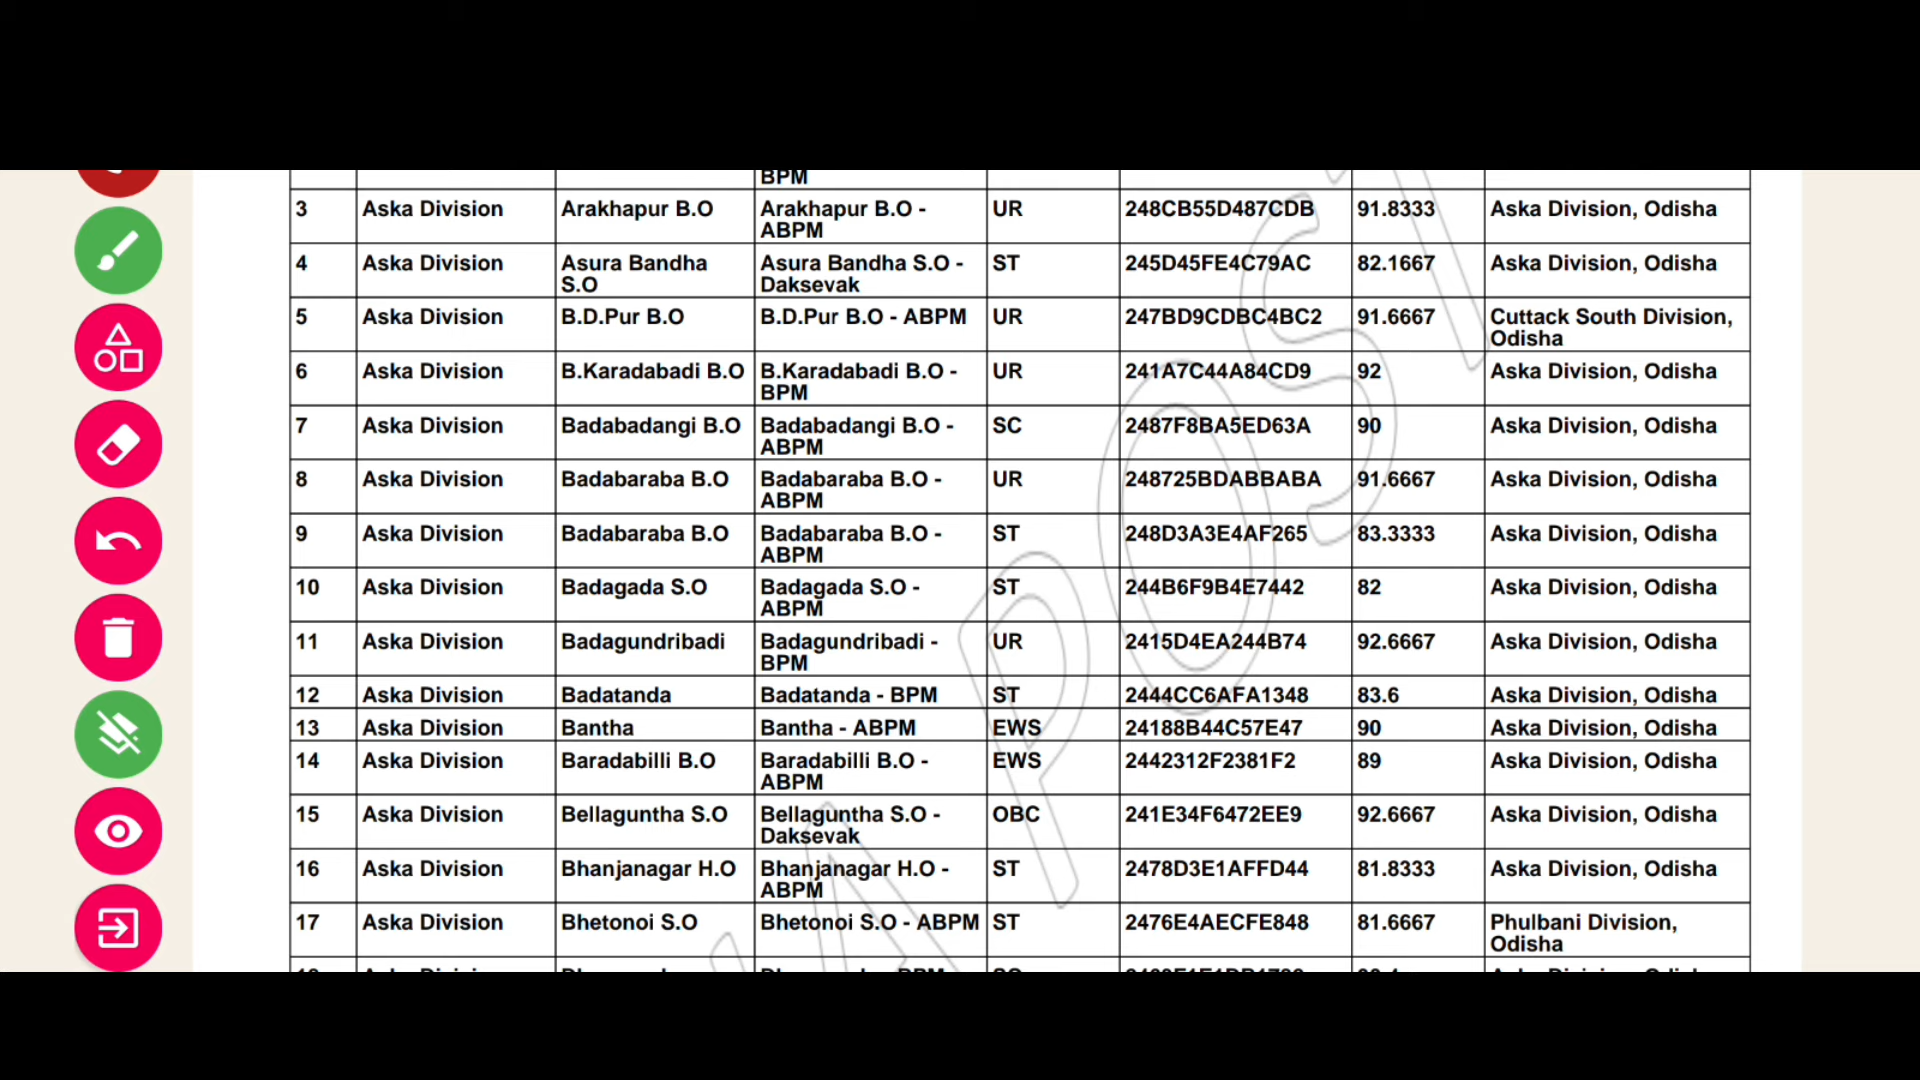 BPM
3 Aska Division Arakhapur B.O Arakhapur B.O - UR 248CB55D487CDB 91.8333 Aska Division, Odisha
ABPM
4 Aska Division Asura Bandha Asura Bandha S.O - ST 245D45FE4C79AC 82.1667 Aska Division, Odisha
S.O Daksevak
5 Aska Division B.D.Pur B.O B.D.Pur B.O - ABPM UR 247BD9CDBC4BC2 91.6667 Cuttack South Division,
Odisha
6 Aska Division B.Karadabadi B.O B.Karadabadi B.O - UR 241A7C44A84CD9 92 Aska Division, Odisha
BPM
7 Aska Division Badabadangi B.O Badabadangi B.O - SC 2487F8BA5ED63A 90 Aska Division, Odisha
ABPM
8 Aska Division Badabaraba B.O Badabaraba B.O - UR 248725BDABBABA 91.6667 Aska Division, Odisha
ABPM
9 Aska Division Badabaraba B.O Badabaraba B.O - ST 248D3A3E4AF265 83.3333 Aska Division, Odisha
ABPM
10 Aska Division Badagada S.O Badagada S.O - ST 244B6F9B4E7442 82 Aska Division, Odisha
ABPM
11 Aska Division Badagundribadi Badagundribadi - UR 2415D4EA244B74 92.6667 Aska Division, Odisha
BPM
12 Aska Division Badatanda Badatanda - BPM ST 2444CC6AFA1348 83.6 Aska Division, Odisha
13 Aska Division Bantha Bantha - ABPM EWS 24188B44C57E47 90 Aska Division, Odisha
14 Aska Division Baradabilli B.O Baradabilli B.O - EWS 2442312F2381F2 89 Aska Division, Odisha
ABPM
15 Aska Division Bellaguntha S.O Bellaguntha S.O - OBC 241E34F6472EE9 92.6667 Aska Division, Odisha
Daksevak
16 Aska Division Bhanjanagar H.O Bhanjanagar H.O - ST 2478D3E1AFFD44 81.8333 Aska Division, Odisha
ABPM
17 Aska Division Bhetonoi S.O Bhetonoi S.O - ABPM ST 2476E4AECFE848 81.6667 Phulbani Division,
Odisha
A POST